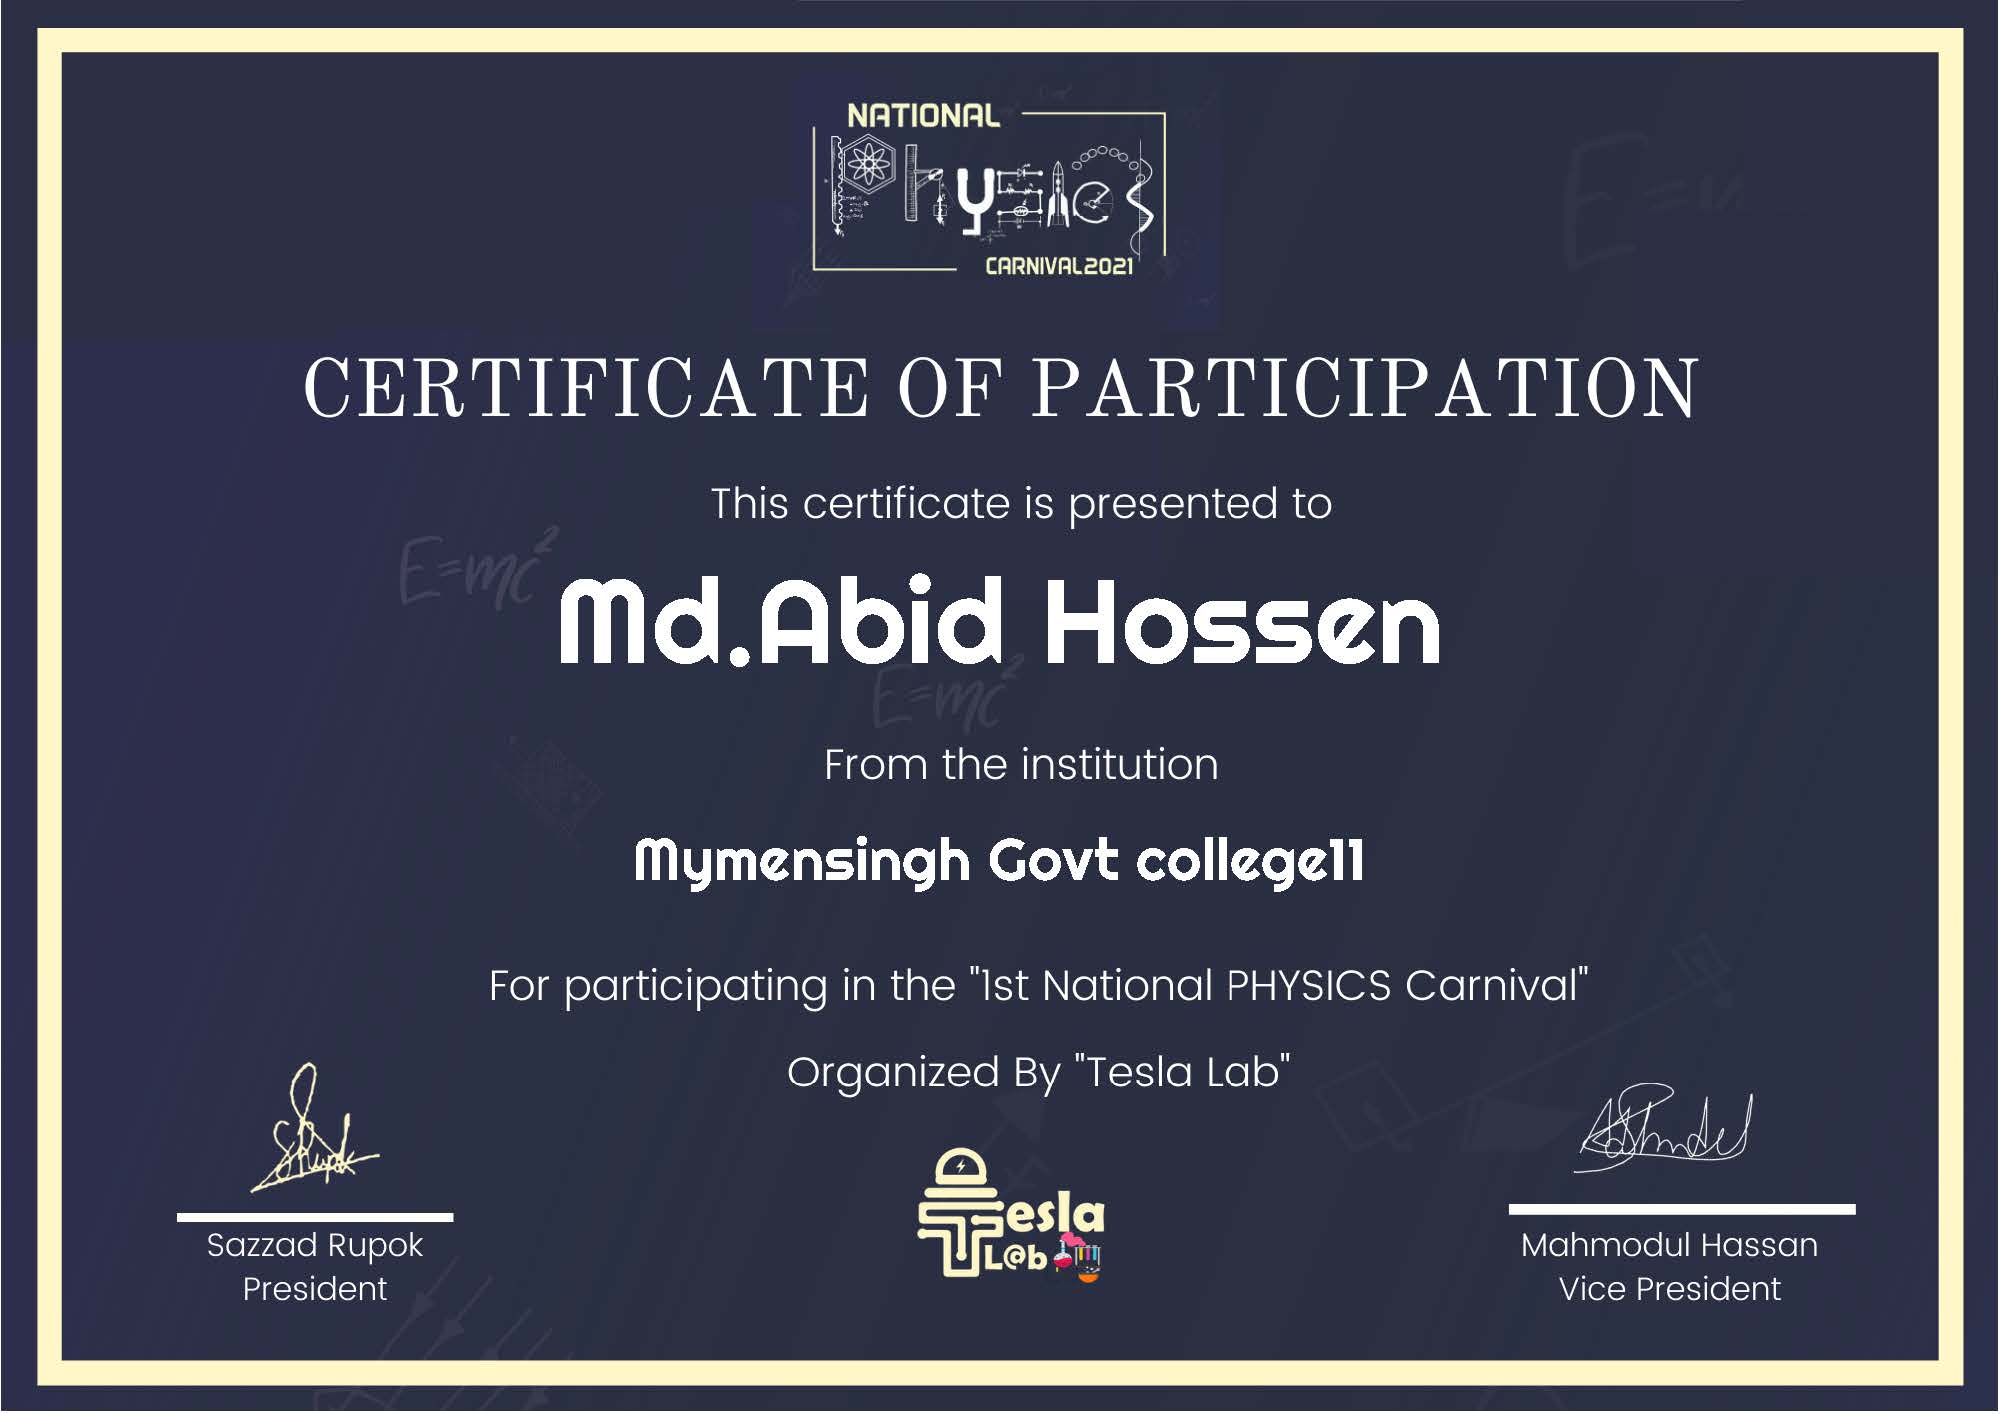 NATIONAL
Physics
CARNIVAL2021
CERTIFICATE OF PARTICIPATION
This certificate is presented to
E=mc²
Md.Abid Hossen
E=mc²
From the institution
Mymensingh Govt college11
For participating in the "1st National PHYSICS Carnival"
Organized By "Tesla Lab"
Tesla
L@b
Sazzad Rupok
President
Mahmodul Hassan
Vice President